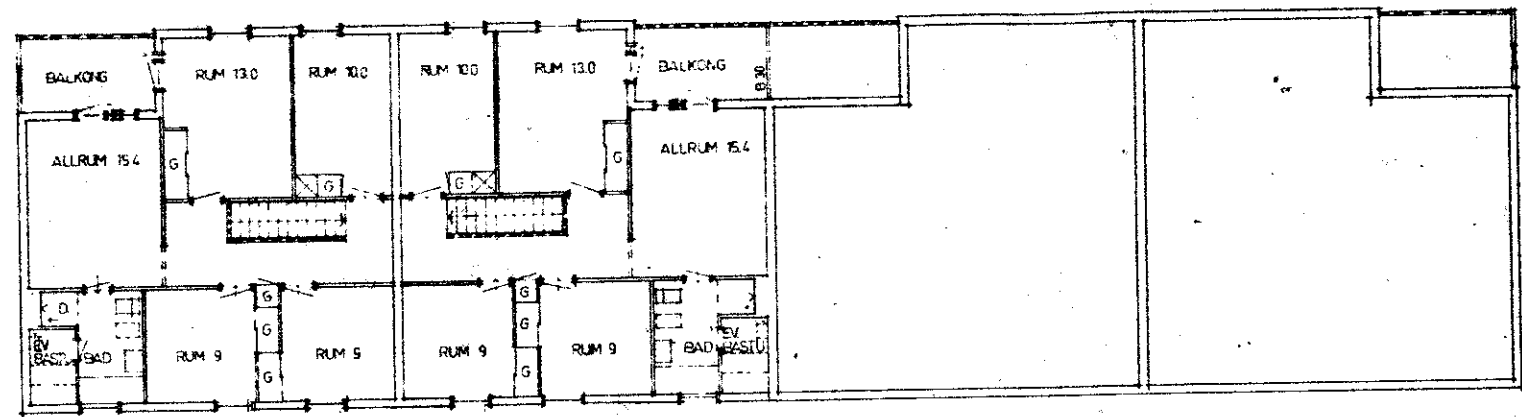 BALKONG
RUM 13.0
RUM 10.0
RUM 10.0
RUM 13.0
BALKONG
B 30
ALLRUM 15.4
G
G
G
G
ALLRUM 15.4
G
G
D
G
G
EV.
BASTU
BAD
RUM 9
RUM 9
RUM 9
RUM 9
BAD
EV.
BASTU
G
G